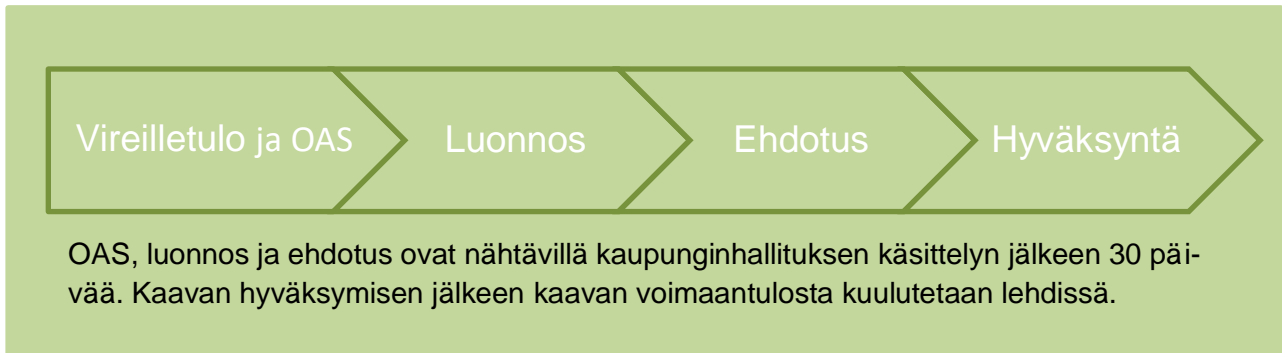 Vireilletulo ja OAS
Luonnos
Ehdotus
Hyväksyntä
OAS, luonnos ja ehdotus ovat nähtävillä kaupunginhallituksen käsittelyn jälkeen 30 päi-
vää. Kaavan hyväksymisen jälkeen kaavan voimaantulosta kuulutetaan lehdissä.